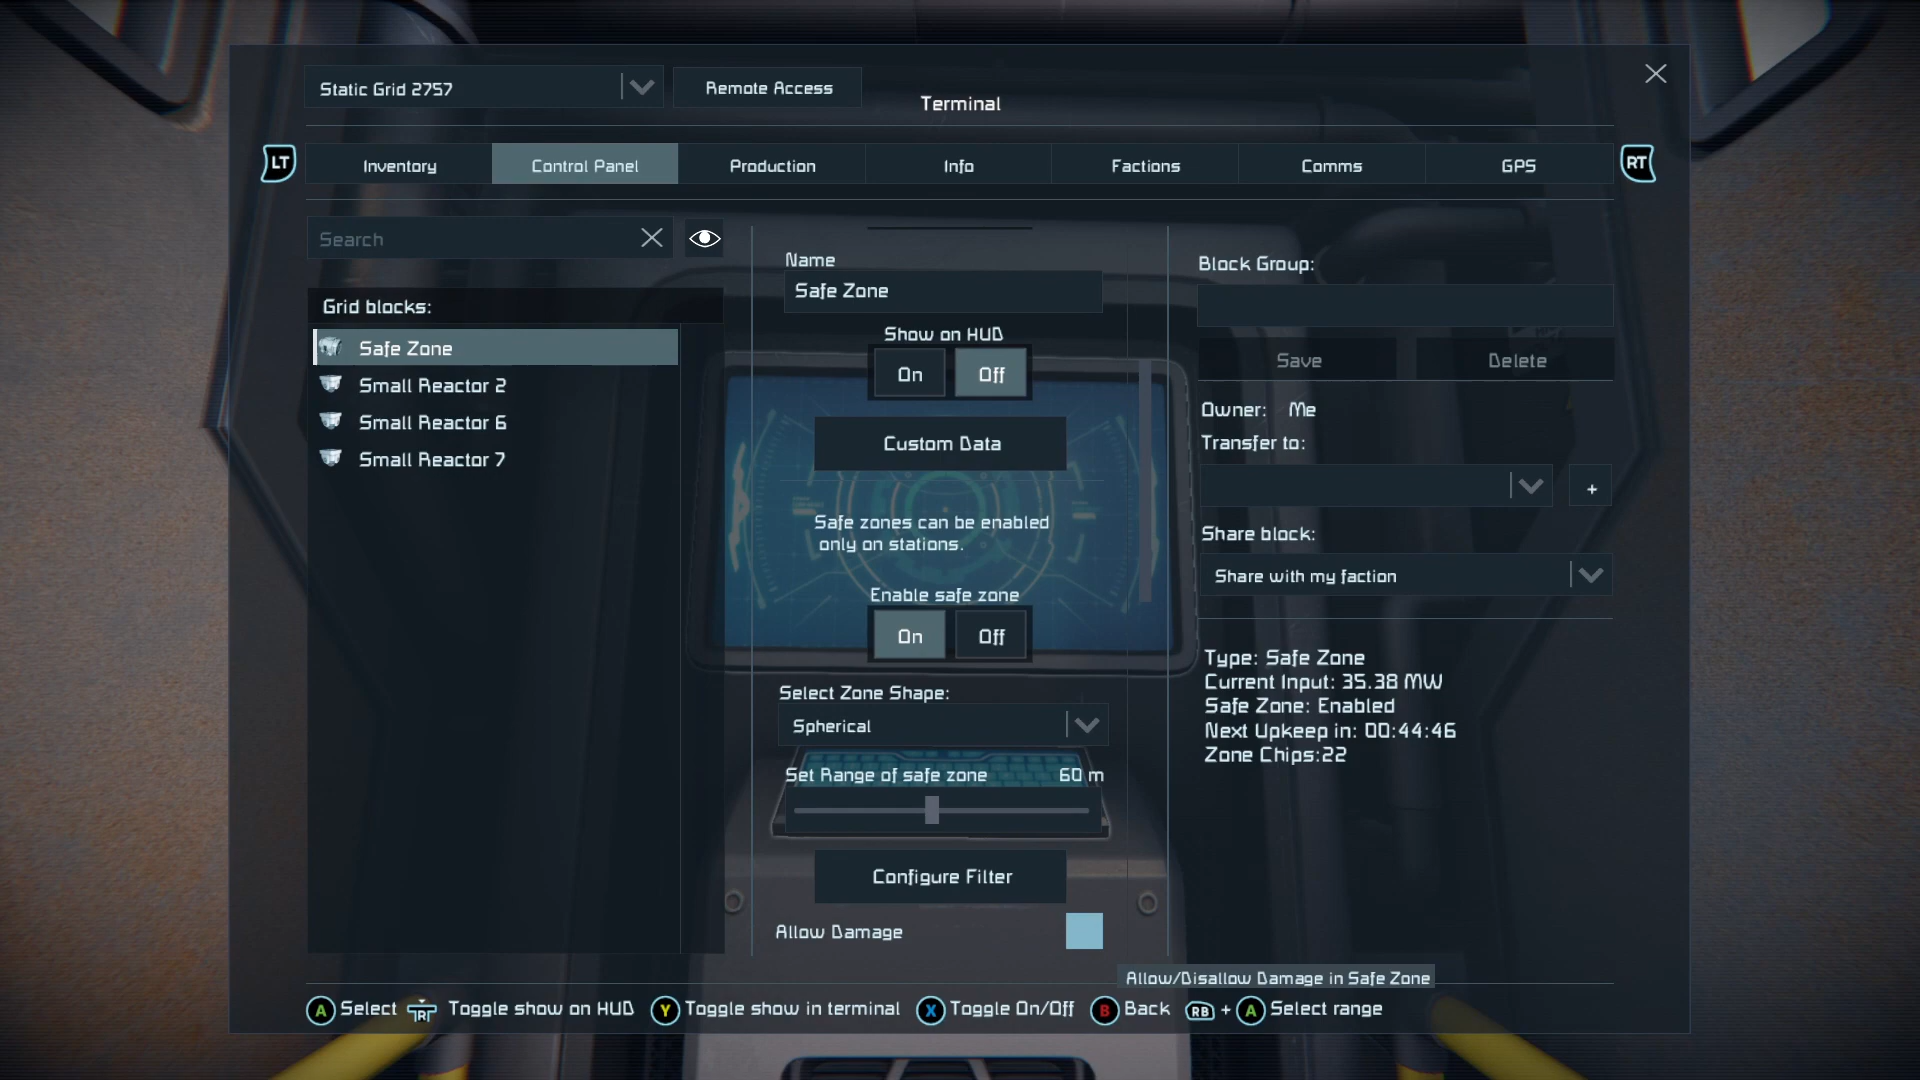 Static Grid 2757
Remote Access
Terminal
LT
Inventory
Control Panel
Production
Info
Factions
Comms
GPS
RT
Search
Grid blocks:
Safe Zone
Small Reactor 2
Small Reactor 6
Small Reactor 7
Name
Safe Zone
Show on HUD
On
Off
Custom Data
Safe zones can be enabled
only on stations.
Enable safe zone
On
Off
Select Zone Shape:
Spherical
Set Range of safe zone
60 m
Configure Filter
Allow Damage
Block Group:
Save
Delete
Owner: Me
Transfer to:
+
Share block:
Share with my faction
Type: Safe Zone
Current Input: 35.38 MW
Safe Zone: Enabled
Next Upkeep in: 00:44:46
Zone Chips:22
Allow/Disallow Damage in Safe Zone
A Select
R Toggle show on HUD
Y Toggle show in terminal
X Toggle On/Off
B Back
RB + A Select range